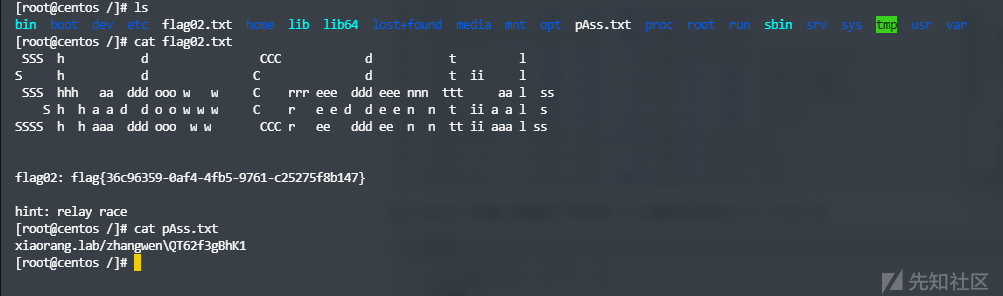 [root@centos /]# ls
bin boot dev etc flag02.txt home lib lib64 lost+found media mnt opt pAss.txt proc root run sbin srv sys tmp usr var
[root@centos /]# cat flag02.txt
 SSS  h           d                CCC             d            t          l
S     h           d               C                d            t  ii      l
 SSS  hhh   aa  ddd ooo w   w     C    rrr eee  ddd eee nnn  ttt     aa l  ss
    S h  h a a d  d o o w w w     C    r   e e d  d d e e n  n  t  ii a a l  s
SSSS  h  h aaa  ddd ooo  w w       CCC r   ee   ddd ee  n  n  tt ii aaa l ss
flag02: flag{36c96359-0af4-4fb5-9761-c25275f8b147}
hint: relay race
[root@centos /]# cat pAss.txt
xiaorang.lab/zhangwen\QT62f3gBhK1
[root@centos /]#
先知社区